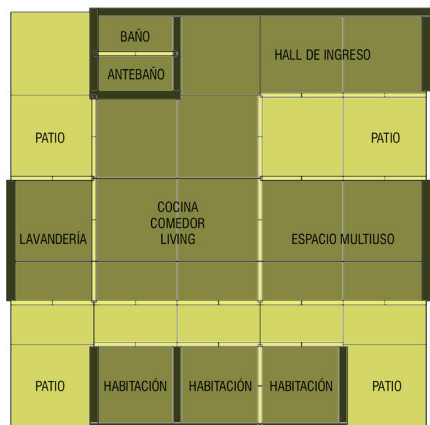 BAÑO
HALL DE INGRESO
ANTEBAÑO
PATIO
PATIO
COCINA
COMEDOR
LIVING
LAVANDERÍA
ESPACIO MULTIUSO
PATIO
HABITACIÓN
HABITACIÓN
HABITACIÓN
PATIO